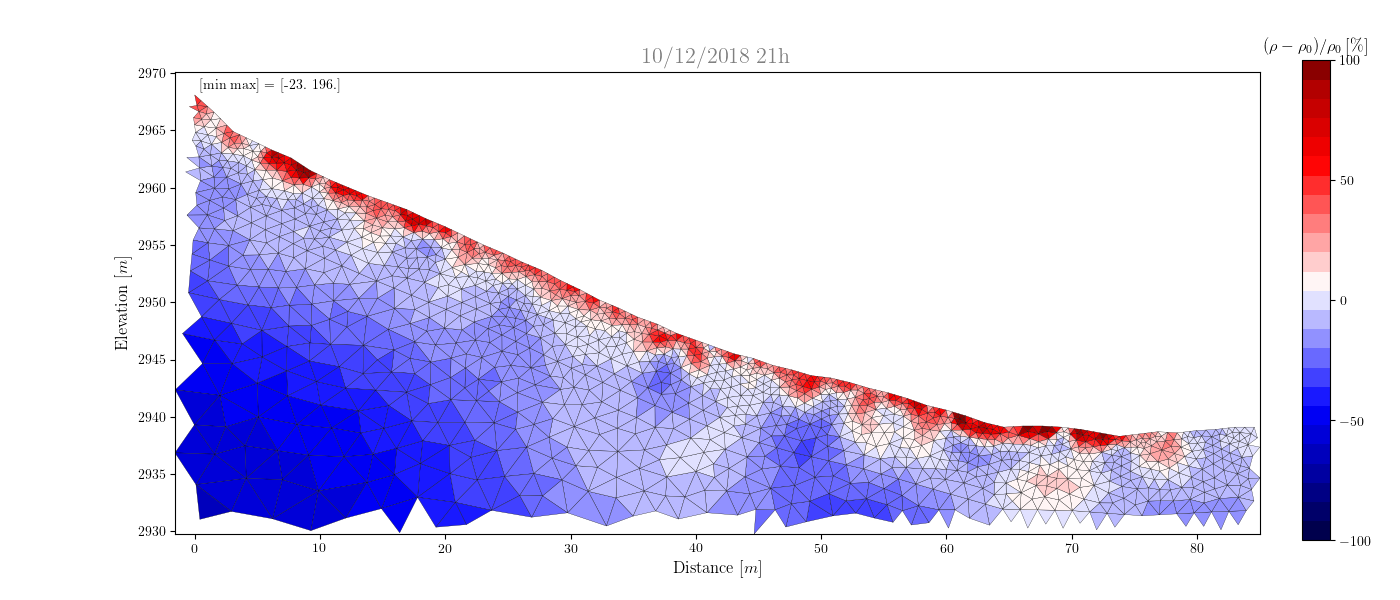 10/12/2018 21h
(ρ − ρ₀)/ρ₀ [%]
[min max] = [-23. 196.]
2970
2965
2960
2955
2950
2945
2940
2935
2930
Elevation [m]
0 10 20 30 40 50 60 70 80
Distance [m]
100
50
0
−50
−100